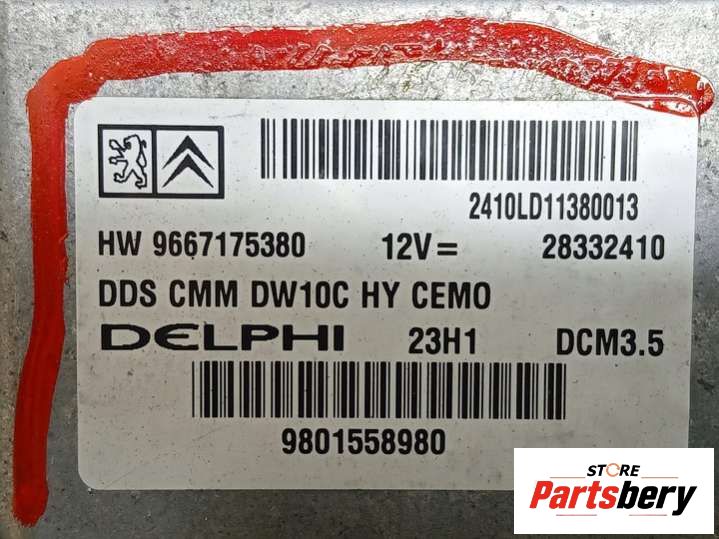 2410LD11380013
HW 9667175380 12V= 28332410
DDS CMM DW10C HY CEMO
DELPHI 23H1 DCM3.5
9801558980
STORE
Partsbery